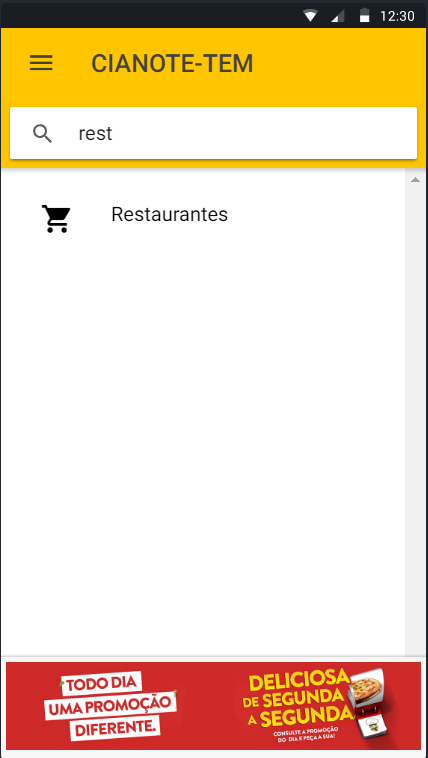 12:30
CIANOTE-TEM
rest
Restaurantes
TODO DIA
UMA PROMOÇÃO
DIFERENTE.
DELICIOSA
DE SEGUNDA
A SEGUNDA
CONSULTE A PROMOÇÃO
DO DIA E PEÇA A SUA!